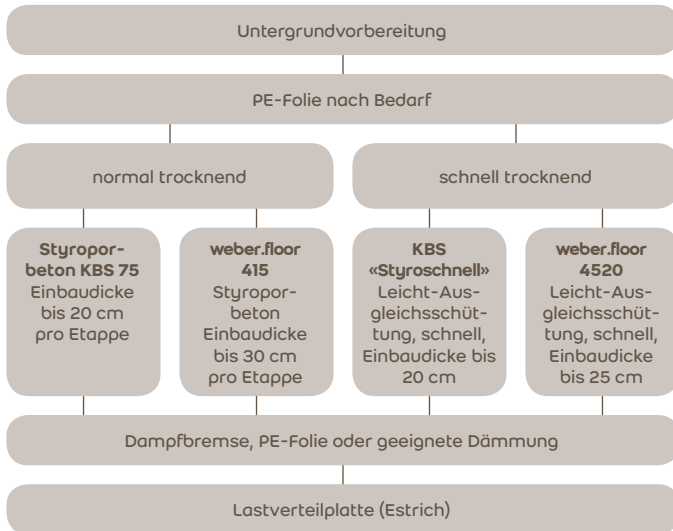 Untergrundvorbereitung
PE-Folie nach Bedarf
normal trocknend
schnell trocknend
Styropor-
beton KBS 75
Einbaudicke
bis 20 cm
pro Etappe
weber.floor
415
Styropor-
beton
Einbaudicke
bis 30 cm
pro Etappe
KBS
«Styroschnell»
Leicht-Aus-
gleichsschüt-
tung, schnell,
Einbaudicke bis
20 cm
weber.floor
4520
Leicht-Aus-
gleichsschüt-
tung, schnell,
Einbaudicke
bis 25 cm
Dampfbremse, PE-Folie oder geeignete Dämmung
Lastverteilplatte (Estrich)